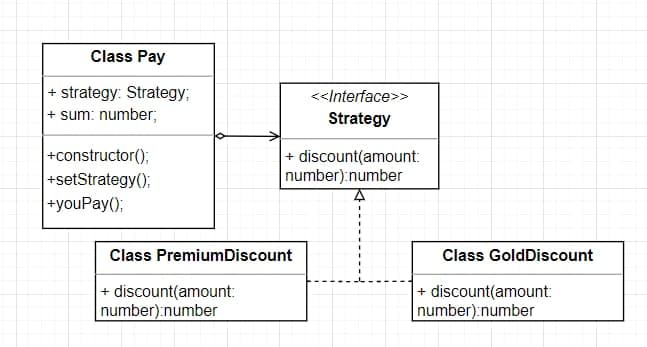 Class Pay
+ strategy: Strategy;
+ sum: number;
+constructor();
+setStrategy();
+youPay();
<<Interface>>
Strategy
+ discount(amount:
number):number
Class PremiumDiscount
+ discount(amount:
number):number
Class GoldDiscount
+ discount(amount:
number):number